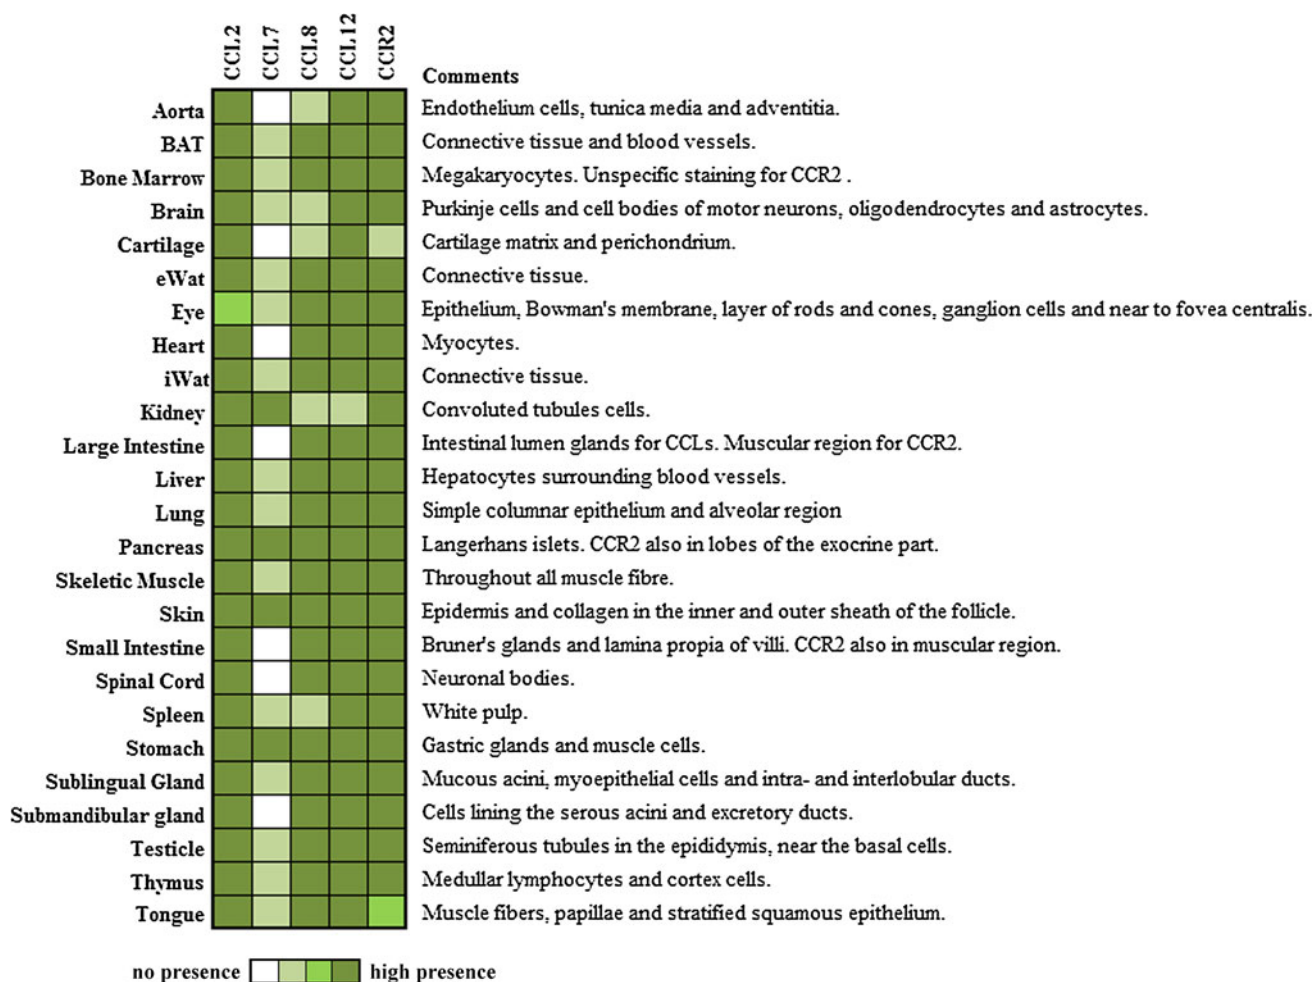 CCL2 CCL7 CCL8 CCL12 CCR2
Comments
Aorta Endothelium cells, tunica media and adventitia.
BAT Connective tissue and blood vessels.
Bone Marrow Megakaryocytes. Unspecific staining for CCR2 .
Brain Purkinje cells and cell bodies of motor neurons, oligodendrocytes and astrocytes.
Cartilage Cartilage matrix and perichondrium.
eWat Connective tissue.
Eye Epithelium, Bowman's membrane, layer of rods and cones, ganglion cells and near to fovea centralis.
Heart Myocytes.
iWat Connective tissue.
Kidney Convoluted tubules cells.
Large Intestine Intestinal lumen glands for CCLs. Muscular region for CCR2.
Liver Hepatocytes surrounding blood vessels.
Lung Simple columnar epithelium and alveolar region
Pancreas Langerhans islets. CCR2 also in lobes of the exocrine part.
Skeletic Muscle Throughout all muscle fibre.
Skin Epidermis and collagen in the inner and outer sheath of the follicle.
Small Intestine Bruner's glands and lamina propia of villi. CCR2 also in muscular region.
Spinal Cord Neuronal bodies.
Spleen White pulp.
Stomach Gastric glands and muscle cells.
Sublingual Gland Mucous acini, myoepithelial cells and intra- and interlobular ducts.
Submandibular gland Cells lining the serous acini and excretory ducts.
Testicle Seminiferous tubules in the epididymis, near the basal cells.
Thymus Medullar lymphocytes and cortex cells.
Tongue Muscle fibers, papillae and stratified squamous epithelium.
no presence high presence